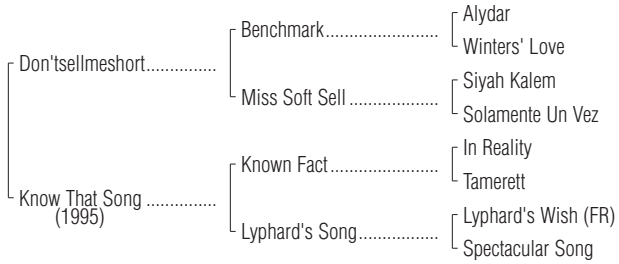 Alydar
Benchmark........................
Winters' Love
Don'tsellmeshort...............
Siyah Kalem
Miss Soft Sell ...................
Solamente Un Vez
In Reality
Known Fact.......................
Tamerett
Know That Song ...............
(1995)
Lyphard's Wish (FR)
Lyphard's Song.................
Spectacular Song